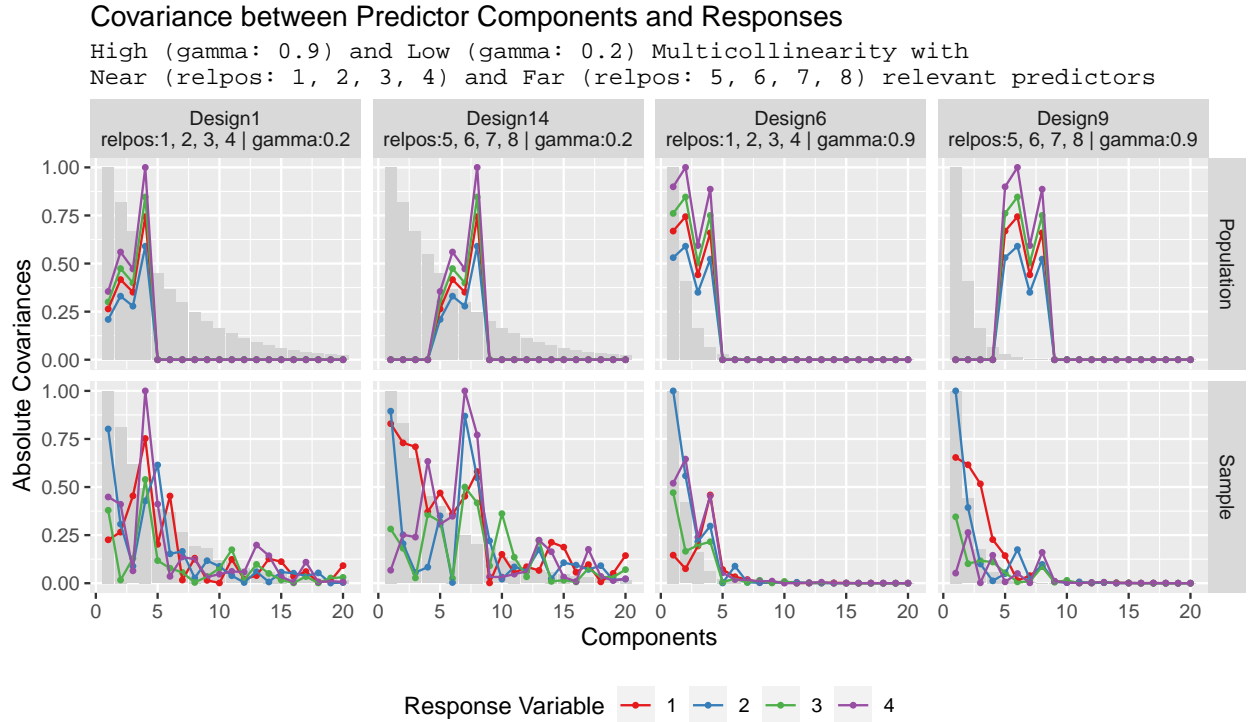 Covariance between Predictor Components and Responses
High (gamma: 0.9) and Low (gamma: 0.2) Multicollinearity with
Near (relpos: 1, 2, 3, 4) and Far (relpos: 5, 6, 7, 8) relevant predictors
Design1 Design14 Design6 Design9
relpos:1, 2, 3, 4 | gamma:0.2 relpos:5, 6, 7, 8 | gamma:0.2 relpos:1, 2, 3, 4 | gamma:0.9 relpos:5, 6, 7, 8 | gamma:0.9
1.00
0.75
0.50
0.25
0.00
Population
Absolute Covariances
1.00
0.75
0.50
0.25
0.00
Sample
0 5 10 15 20 0 5 10 15 20 0 5 10 15 20 0 5 10 15 20
Components
Response Variable 1 2 3 4